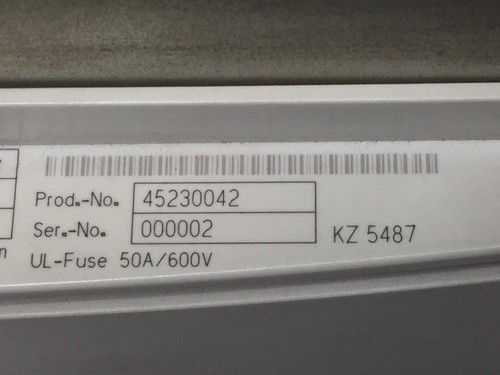 Prod.-No. 45230042
Ser.-No. 000002 KZ 5487
UL-Fuse 50A/600V